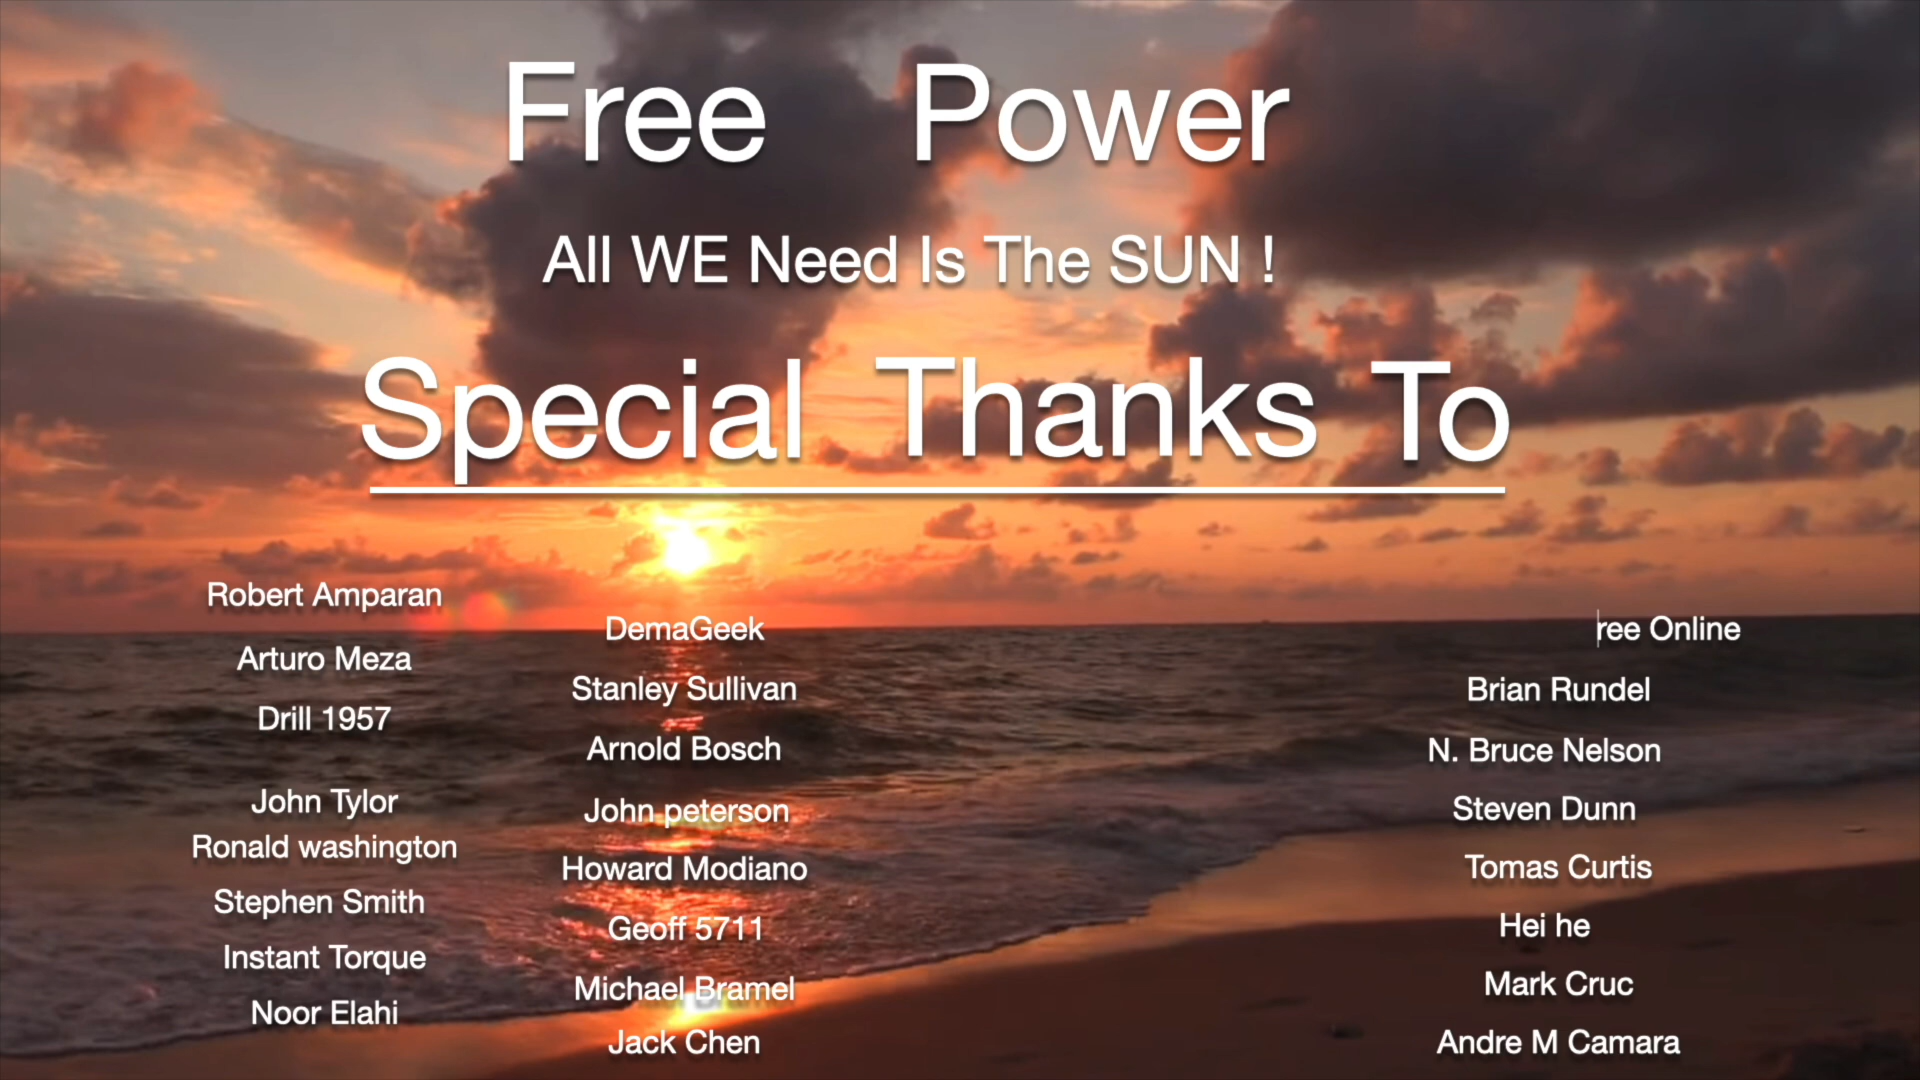 Free Power
All WE Need Is The SUN !
Special Thanks To
Robert Amparan
Arturo Meza
Drill 1957
John Tylor
Ronald washington
Stephen Smith
Instant Torque
Noor Elahi
DemaGeek
Stanley Sullivan
Arnold Bosch
John peterson
Howard Modiano
Geoff 5711
Michael Bramel
Jack Chen
ree Online
Brian Rundel
N. Bruce Nelson
Steven Dunn
Tomas Curtis
Hei he
Mark Cruc
Andre M Camara